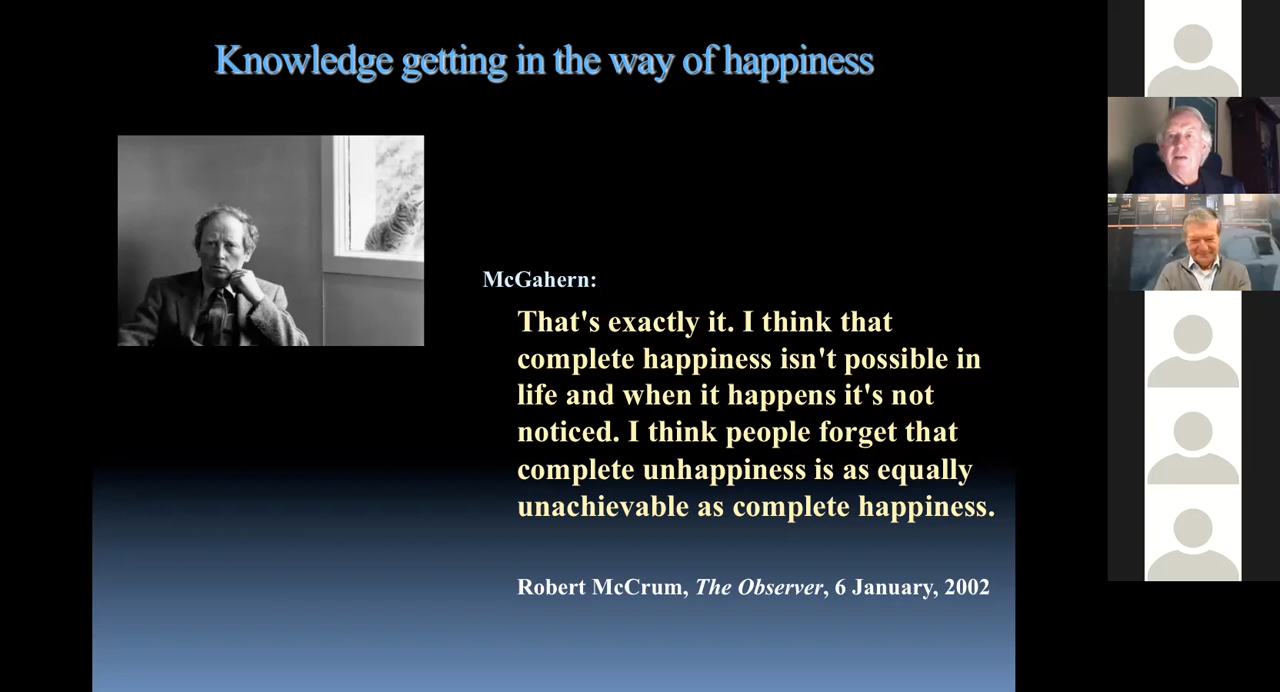 Knowledge getting in the way of happiness
McGahern:
That's exactly it. I think that
complete happiness isn't possible in
life and when it happens it's not
noticed. I think people forget that
complete unhappiness is as equally
unachievable as complete happiness.
Robert McCrum, The Observer, 6 January, 2002